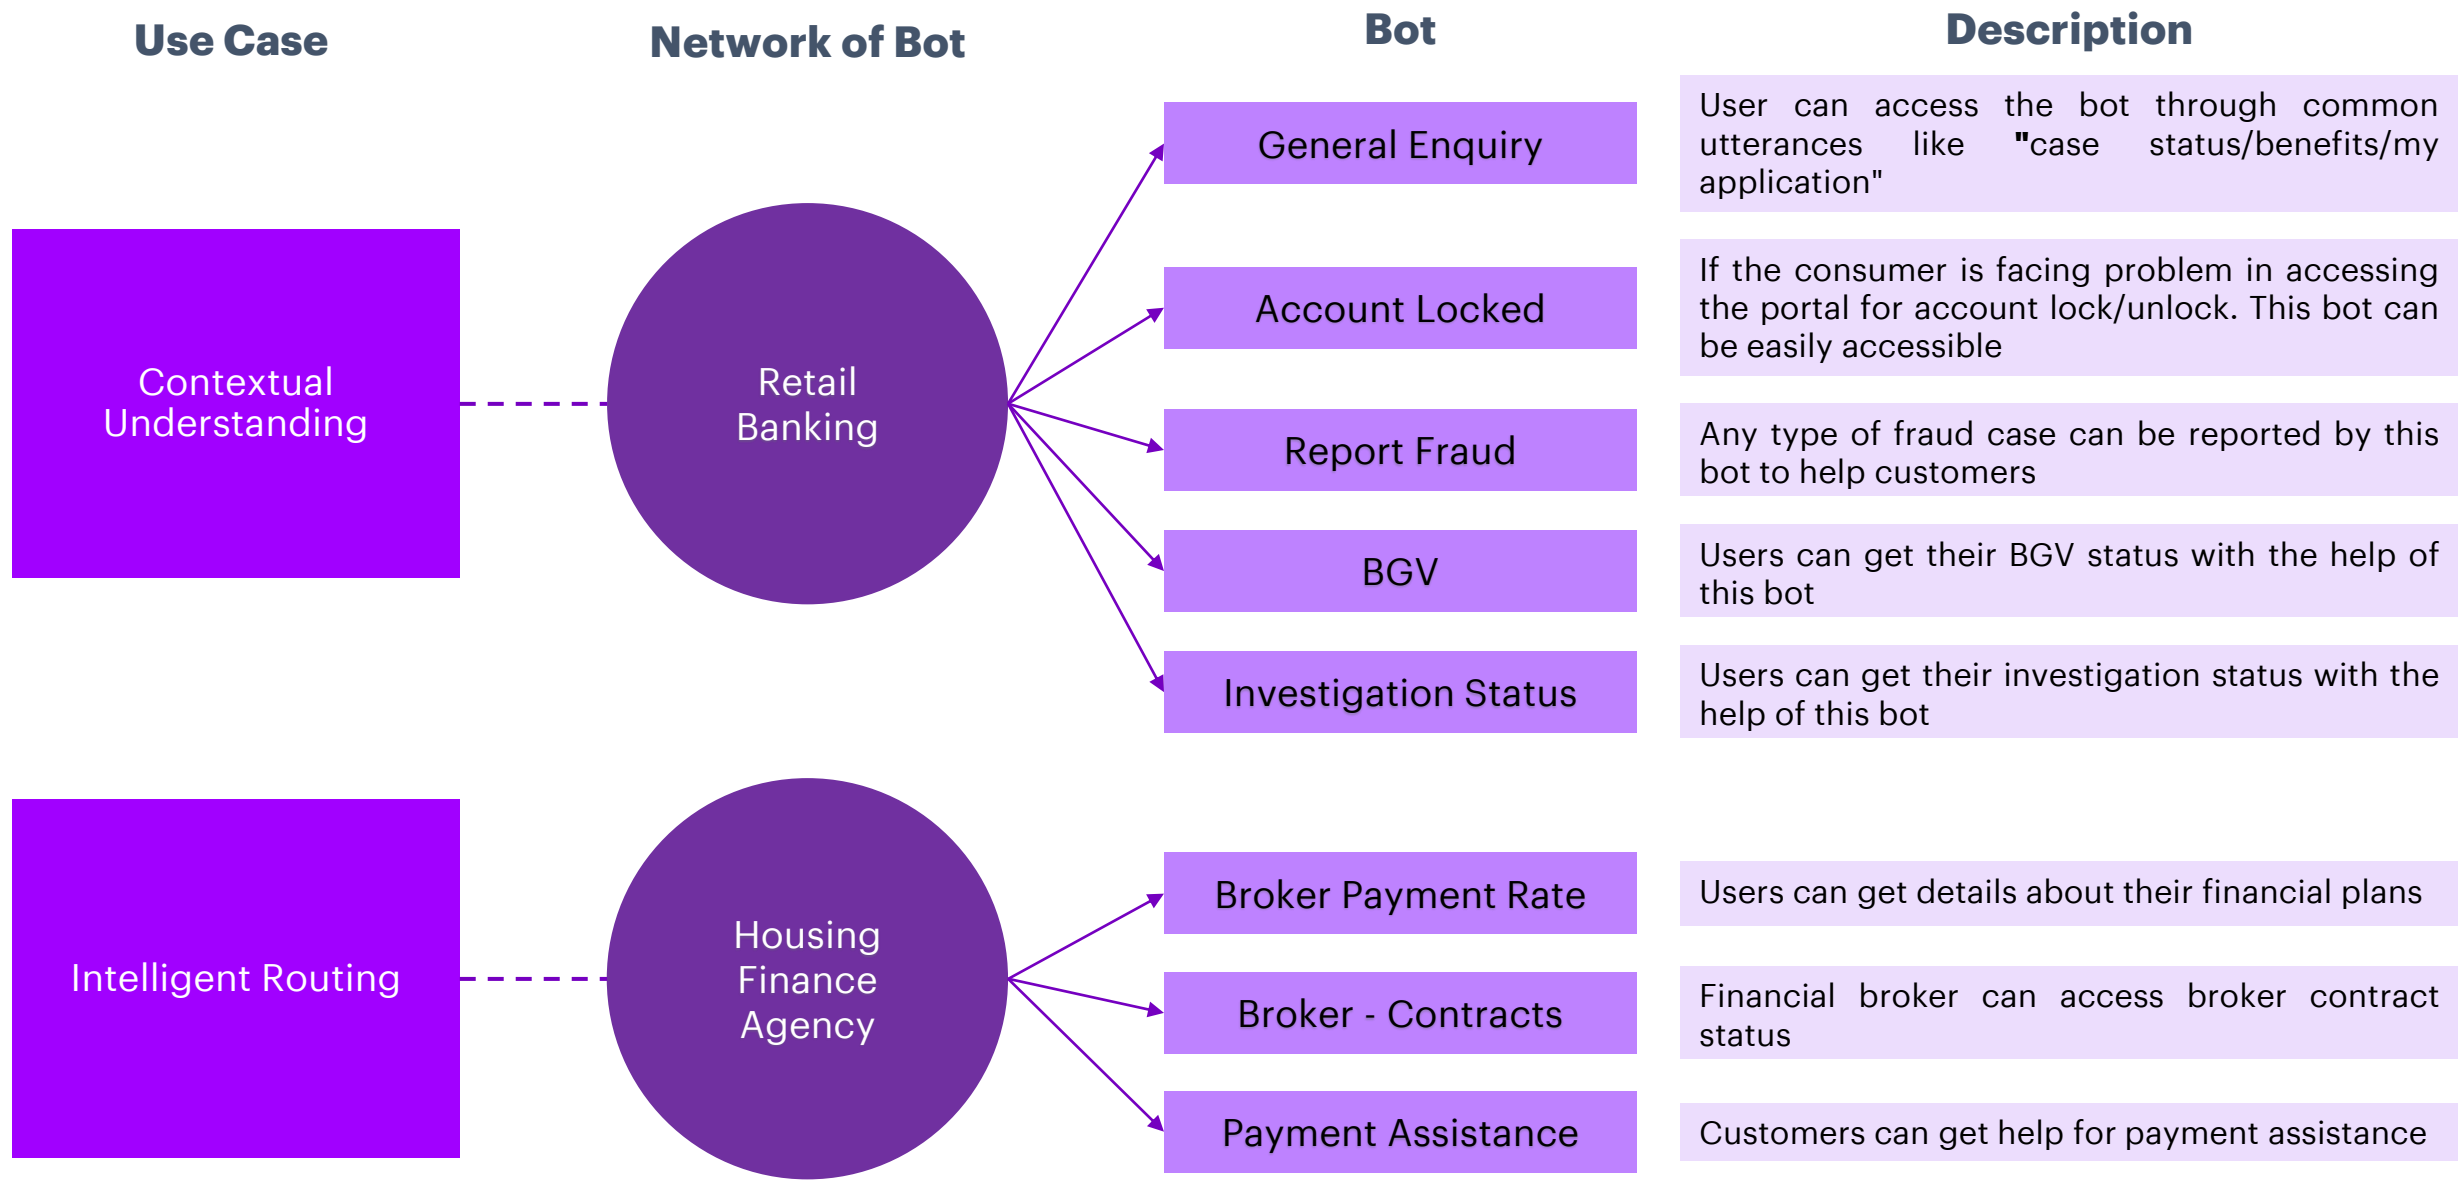 Use Case
Network of Bot
Bot
Description
Contextual
Understanding
Retail
Banking
General Enquiry
User can access the bot through common
utterances like "case status/benefits/my
application"
Account Locked
If the consumer is facing problem in accessing
the portal for account lock/unlock. This bot can
be easily accessible
Report Fraud
Any type of fraud case can be reported by this
bot to help customers
BGV
Users can get their BGV status with the help of
this bot
Investigation Status
Users can get their investigation status with the
help of this bot
Intelligent Routing
Housing
Finance
Agency
Broker Payment Rate
Users can get details about their financial plans
Broker - Contracts
Financial broker can access broker contract
status
Payment Assistance
Customers can get help for payment assistance